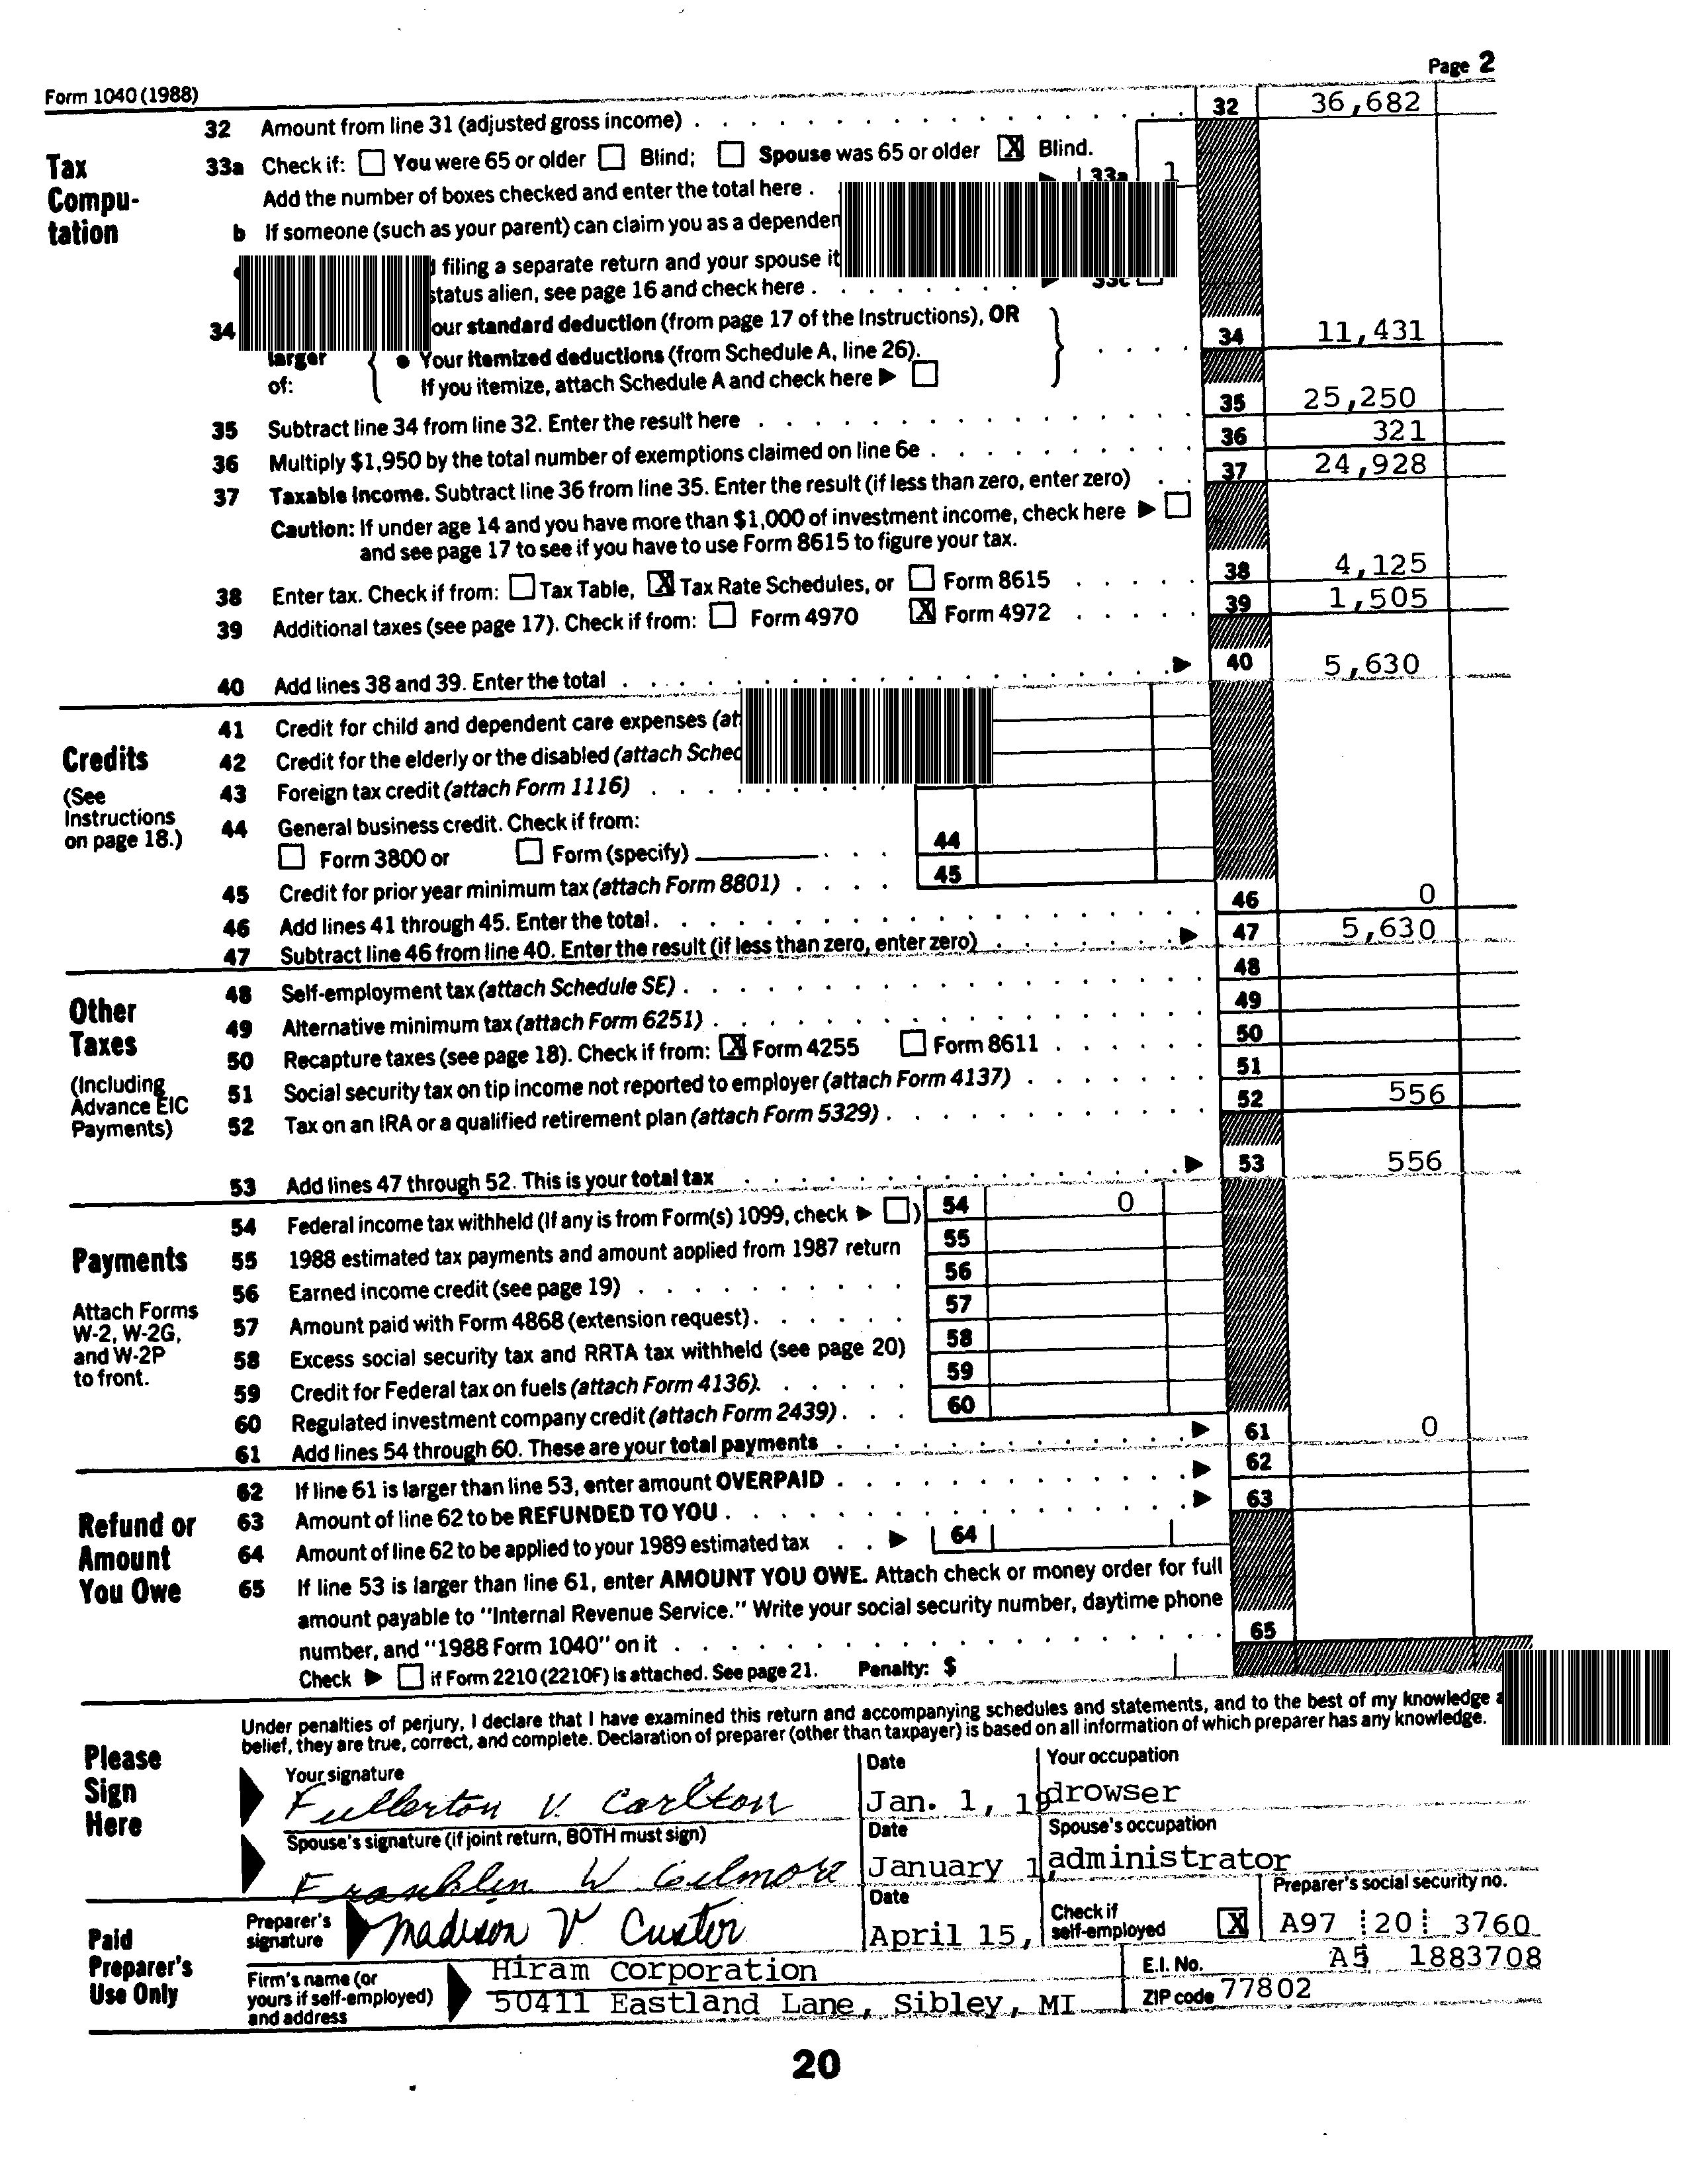 Page 2
Form 1040 (1988)
32 Amount from line 31 (adjusted gross income) 32 36,682
Tax Computation
33a Check if: You were 65 or older Blind; Spouse was 65 or older X Blind.
Add the number of boxes checked and enter the total here 33a 1
b If someone (such as your parent) can claim you as a
filing a separate return and your spouse
status alien, see page 16 and check here 33c
34 our standard deduction (from page 17 of the Instructions), OR
34 11,431
larger of:
• Your itemized deductions (from Schedule A, line 26).
If you itemize, attach Schedule A and check here ▶
35 Subtract line 34 from line 32. Enter the result here 35 25,250
36 Multiply $1,950 by the total number of exemptions claimed on line 6e 36 321
37 Taxable income. Subtract line 36 from line 35. Enter the result (if less than zero, enter zero) 37 24,928
Caution: If under age 14 and you have more than $1,000 of investment income, check here ▶
and see page 17 to see if you have to use Form 8615 to figure your tax.
38 Enter tax. Check if from: Tax Table, X Tax Rate Schedules, or Form 8615 38 4,125
39 Additional taxes (see page 17). Check if from: Form 4970 X Form 4972 39 1,505
40 Add lines 38 and 39. Enter the total ▶ 40 5,630
Credits
(See Instructions on page 18.)
41 Credit for child and dependent care expenses
42 Credit for the elderly or the disabled (attach
43 Foreign tax credit (attach Form 1116)
44 General business credit. Check if from:
Form 3800 or Form (specify) 44
45 Credit for prior year minimum tax (attach Form 8801) 45
46 Add lines 41 through 45. Enter the total. 46 0
47 Subtract line 46 from line 40. Enter the result (if less than zero, enter zero) ▶ 47 5,630
Other Taxes
(Including Advance EIC Payments)
48 Self-employment tax (attach Schedule SE) 48
49 Alternative minimum tax (attach Form 6251) 49
50 Recapture taxes (see page 18). Check if from: X Form 4255 Form 8611 50
51 Social security tax on tip income not reported to employer (attach Form 4137) 51
52 Tax on an IRA or a qualified retirement plan (attach Form 5329) 52 556
53 Add lines 47 through 52. This is your total tax ▶ 53 556
Payments
Attach Forms W-2, W-2G, and W-2P to front.
54 Federal income tax withheld (If any is from Form(s) 1099, check ▶ ) 54 0
55 1988 estimated tax payments and amount applied from 1987 return 55
56 Earned income credit (see page 19) 56
57 Amount paid with Form 4868 (extension request) 57
58 Excess social security tax and RRTA tax withheld (see page 20) 58
59 Credit for Federal tax on fuels (attach Form 4136). 59
60 Regulated investment company credit (attach Form 2439) 60
61 Add lines 54 through 60. These are your total payments ▶ 61 0
Refund or Amount You Owe
62 If line 61 is larger than line 53, enter amount OVERPAID ▶ 62
63 Amount of line 62 to be REFUNDED TO YOU ▶ 63
64 Amount of line 62 to be applied to your 1989 estimated tax ▶ 64
65 If line 53 is larger than line 61, enter AMOUNT YOU OWE. Attach check or money order for full
amount payable to "Internal Revenue Service." Write your social security number, daytime phone
number, and "1988 Form 1040" on it 65
Check ▶ if Form 2210 (2210F) is attached. See page 21. Penalty: $
Under penalties of perjury, I declare that I have examined this return and accompanying schedules and statements, and to the best of my knowledge
belief, they are true, correct, and complete. Declaration of preparer (other than taxpayer) is based on all information of which preparer has any knowledge.
Please Sign Here
Your signature Date Your occupation
Fullerton V. Carlton Jan. 1, 19 drowser
Spouse's signature (if joint return, BOTH must sign) Date Spouse's occupation
Franklin W Gilmore January 1, administrator
Paid Preparer's Use Only
Date Preparer's social security no.
Preparer's signature Madison V Custer April 15, Check if self-employed X A97 20 3760
Firm's name (or yours if self-employed) and address
Hiram Corporation E.I. No. A5 1883708
50411 Eastland Lane, Sibley, MI ZIP code 77802
20